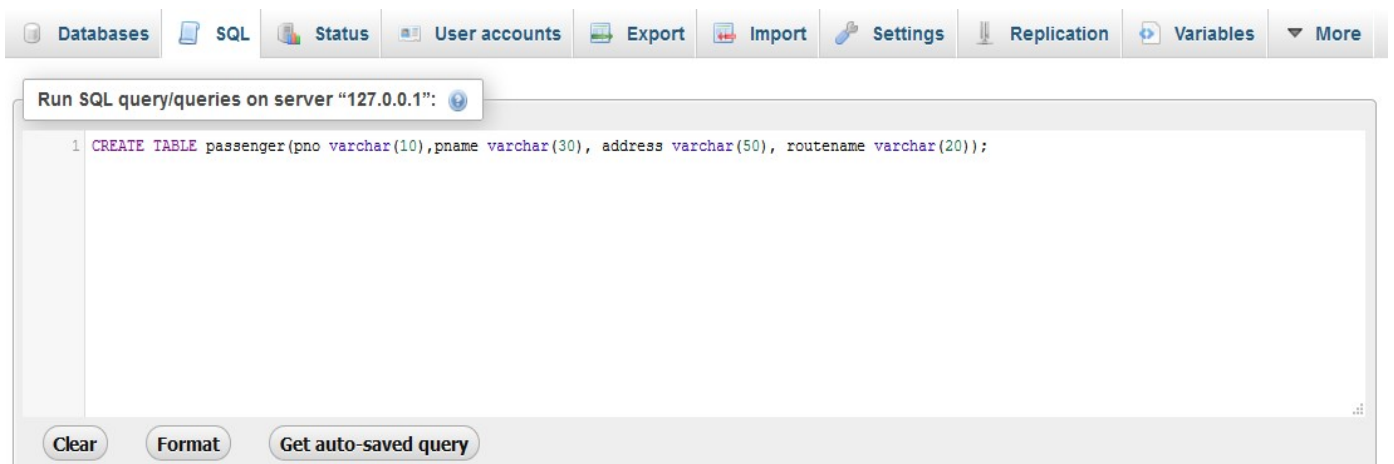 Databases SQL Status User accounts Export Import Settings Replication Variables More
Run SQL query/queries on server “127.0.0.1”:
1 CREATE TABLE passenger(pno varchar(10),pname varchar(30), address varchar(50), routename varchar(20));
Clear Format Get auto-saved query